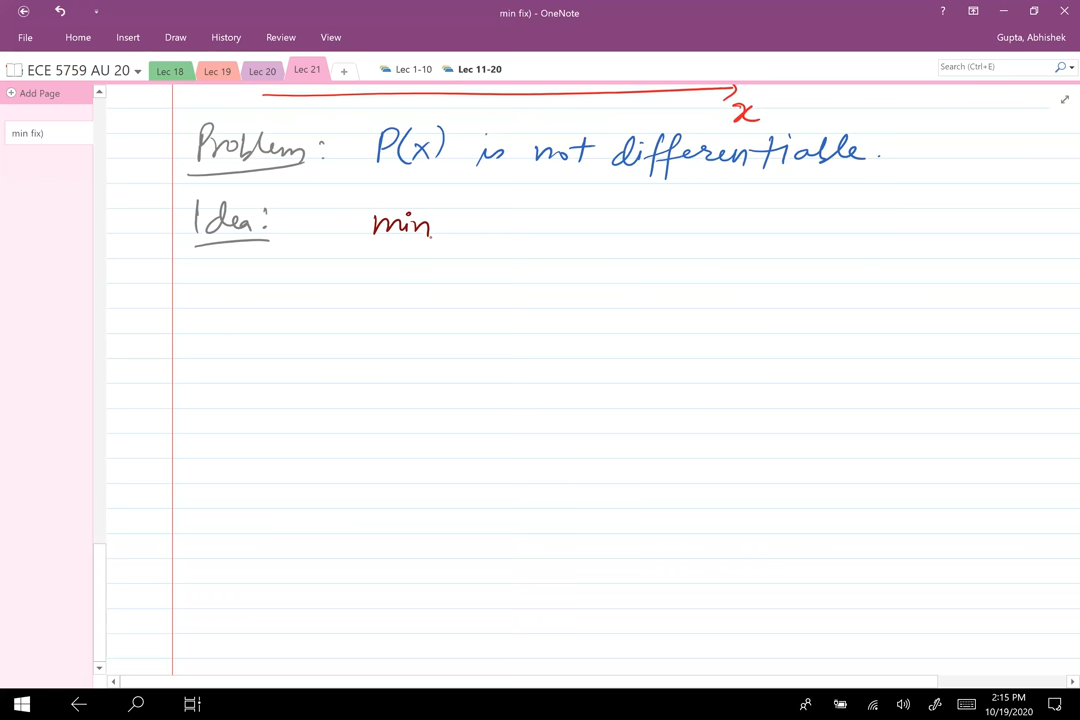 min fix) - OneNote
?
File Home Insert Draw History Review View
Gupta, Abhishek
ECE 5759 AU 20
Lec 18 Lec 19 Lec 20 Lec 21
Lec 1-10 Lec 11-20
Search (Ctrl+E)
Add Page
min fix)
x
Problem: P(x) is not differentiable.
Idea: min
2:15 PM
10/19/2020